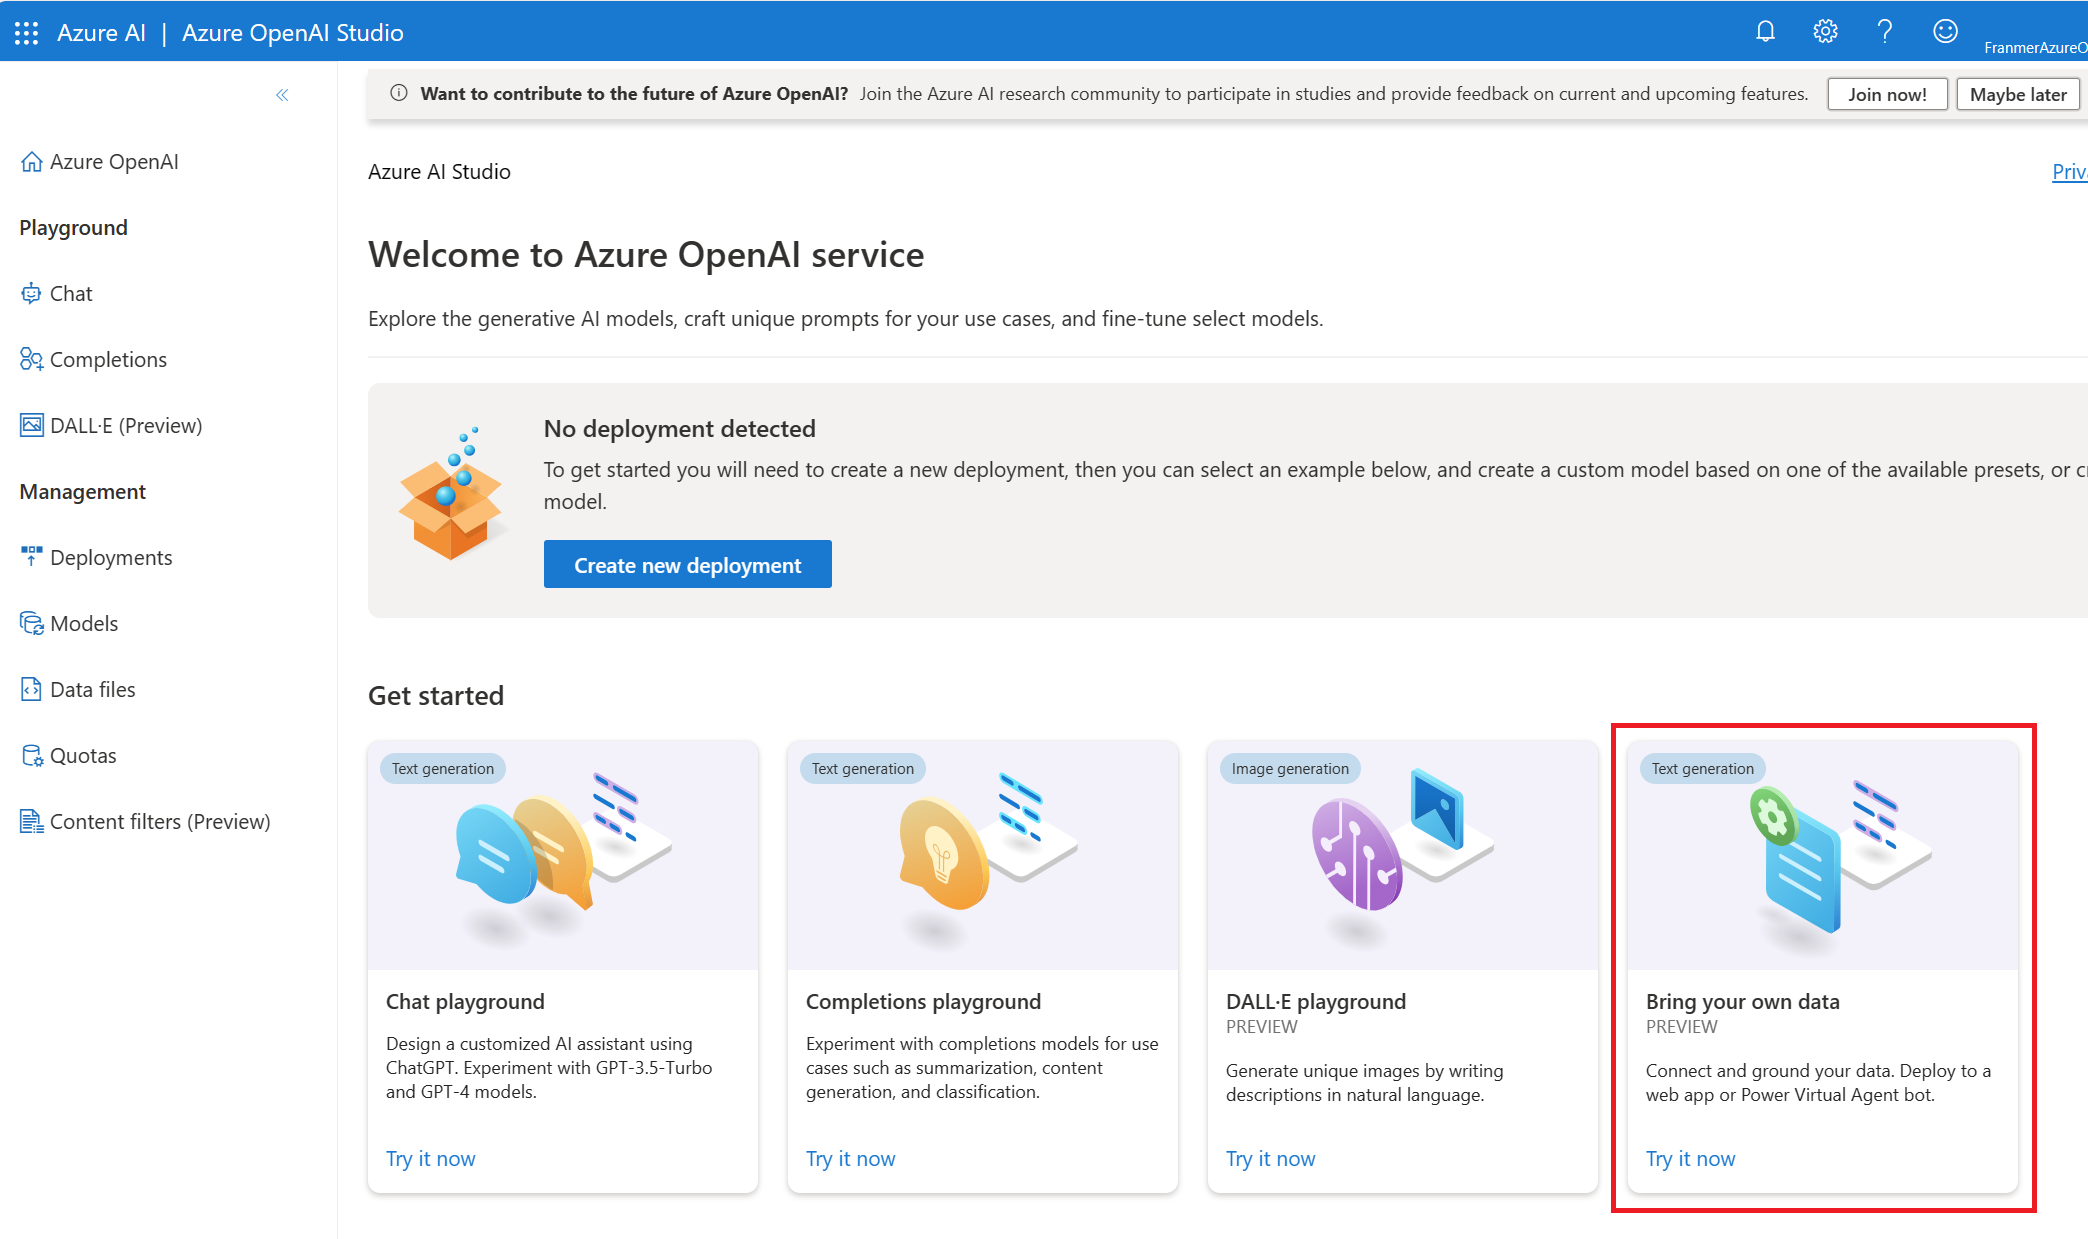 Azure AI | Azure OpenAI Studio
FranmerAzureO
Want to contribute to the future of Azure OpenAI? Join the Azure AI research community to participate in studies and provide feedback on current and upcoming features.
Join now!
Maybe later
Azure OpenAI
Playground
Chat
Completions
DALL·E (Preview)
Management
Deployments
Models
Data files
Quotas
Content filters (Preview)
Azure AI Studio
Priva
Welcome to Azure OpenAI service
Explore the generative AI models, craft unique prompts for your use cases, and fine-tune select models.
No deployment detected
To get started you will need to create a new deployment, then you can select an example below, and create a custom model based on one of the available presets, or cr
model.
Create new deployment
Get started
Text generation
Chat playground
Design a customized AI assistant using
ChatGPT. Experiment with GPT-3.5-Turbo
and GPT-4 models.
Try it now
Text generation
Completions playground
Experiment with completions models for use
cases such as summarization, content
generation, and classification.
Try it now
Image generation
DALL·E playground
PREVIEW
Generate unique images by writing
descriptions in natural language.
Try it now
Text generation
Bring your own data
PREVIEW
Connect and ground your data. Deploy to a
web app or Power Virtual Agent bot.
Try it now